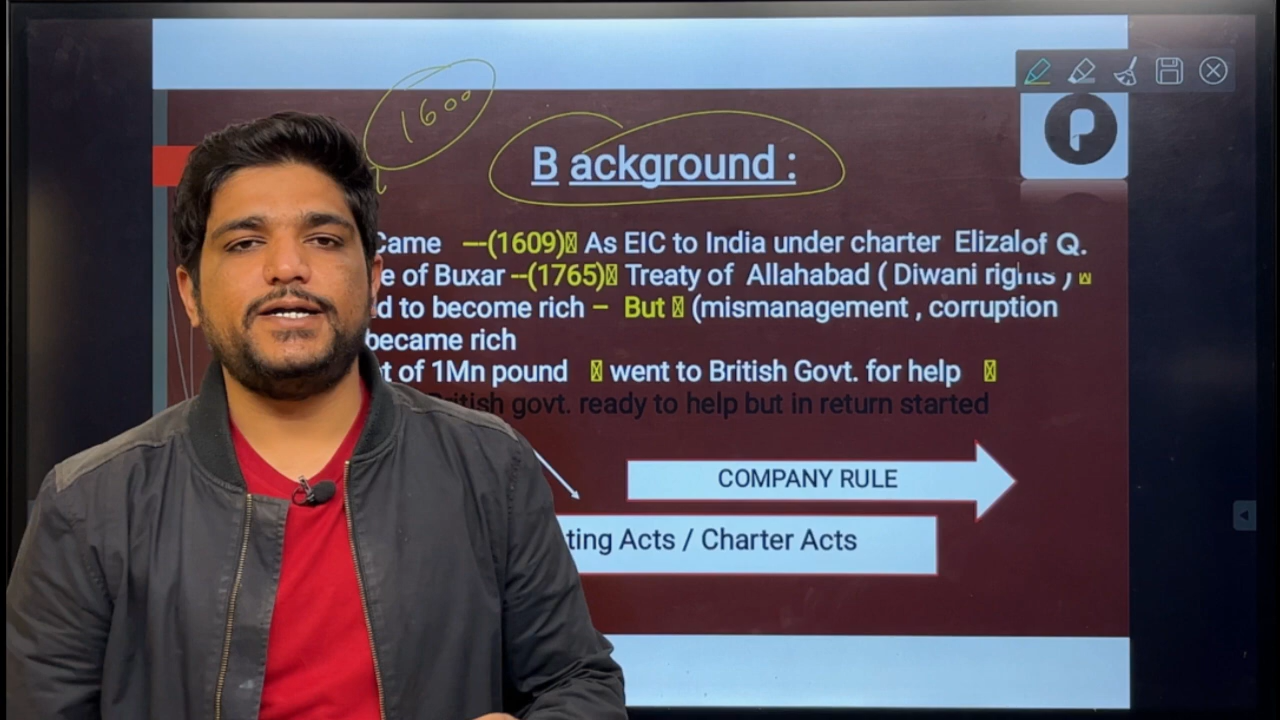 1600
B ackground :
Came ---(1609) As EIC to India under charter of Q.
e of Buxar --(1765) Treaty of Allahabad ( Diwani rights )
d to become rich – But (mismanagement , corruption
became rich
of 1Mn pound went to British Govt. for help
British govt. ready to help but in return started
COMPANY RULE
ting Acts / Charter Acts